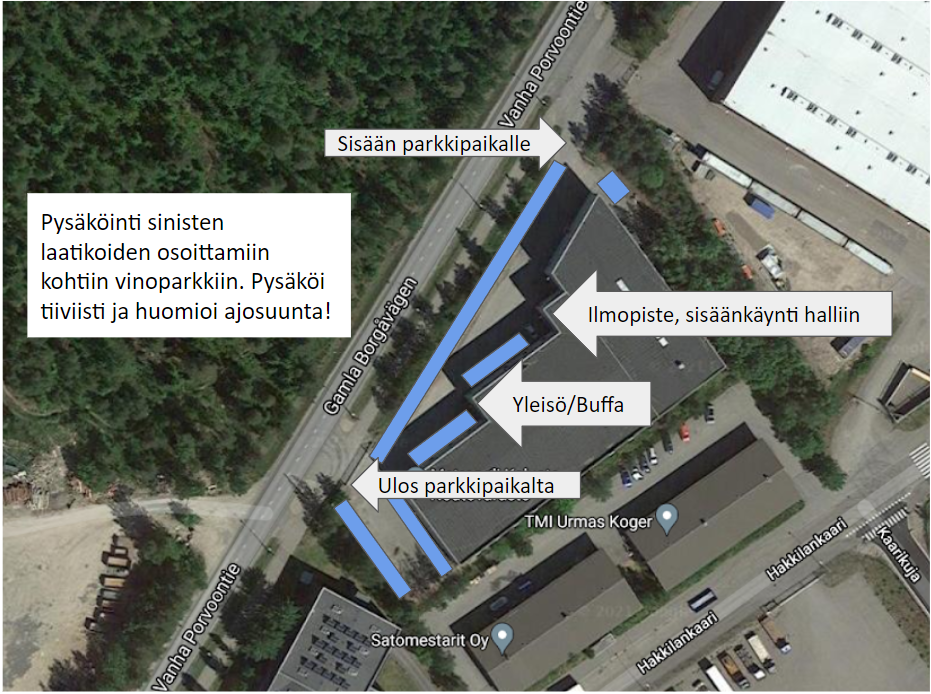 Vanha Porvoontie
Sisään parkkipaikalle
Pysäköinti sinisten
laatikoiden osoittamiin
kohtiin vinoparkkiin. Pysäköi
tiiviisti ja huomioi ajosuunta!
Gamla Borgåvägen
Ilmopiste, sisäänkäynti halliin
Yleisö/Buffa
Ulos parkkipaikalta
TMI Urmas Koger
Hakkilankaari
Kaarikuja
Vanha Porvoontie
Satomestarit Oy
Hakkilankaari